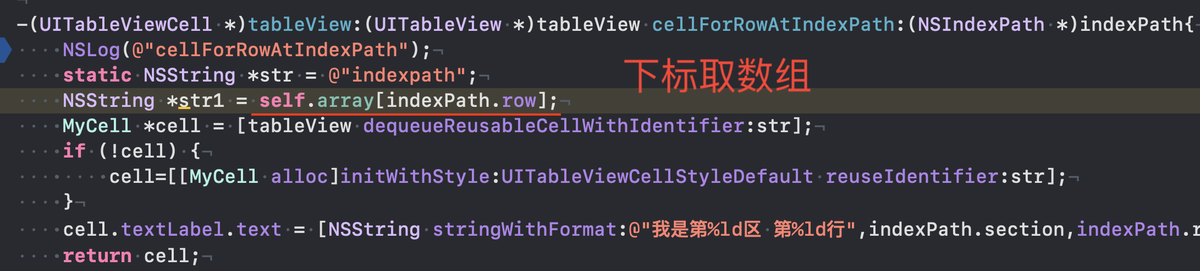 -(UITableViewCell *)tableView:(UITableView *)tableView cellForRowAtIndexPath:(NSIndexPath *)indexPath{
NSLog(@"cellForRowAtIndexPath");
static NSString *str = @"indexpath";
下标取数组
NSString *str1 = self.array[indexPath.row];
MyCell *cell = [tableView dequeueReusableCellWithIdentifier:str];
if (!cell) {
cell=[[MyCell alloc]initWithStyle:UITableViewCellStyleDefault reuseIdentifier:str];
}
cell.textLabel.text = [NSString stringWithFormat:@"我是第%ld区 第%ld行",indexPath.section,indexPath.r
return cell;